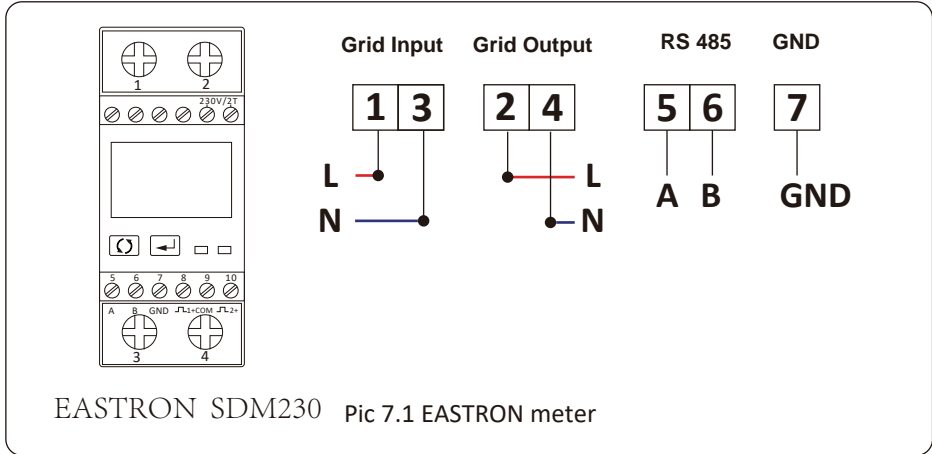 Grid Input Grid Output RS 485 GND
1 2
230V/2T
1 3 2 4 5 6 7
L L
N N
A B GND
5 6 7 8 9 10
A B GND 1+COM 2+
3 4
EASTRON SDM230 Pic 7.1 EASTRON meter